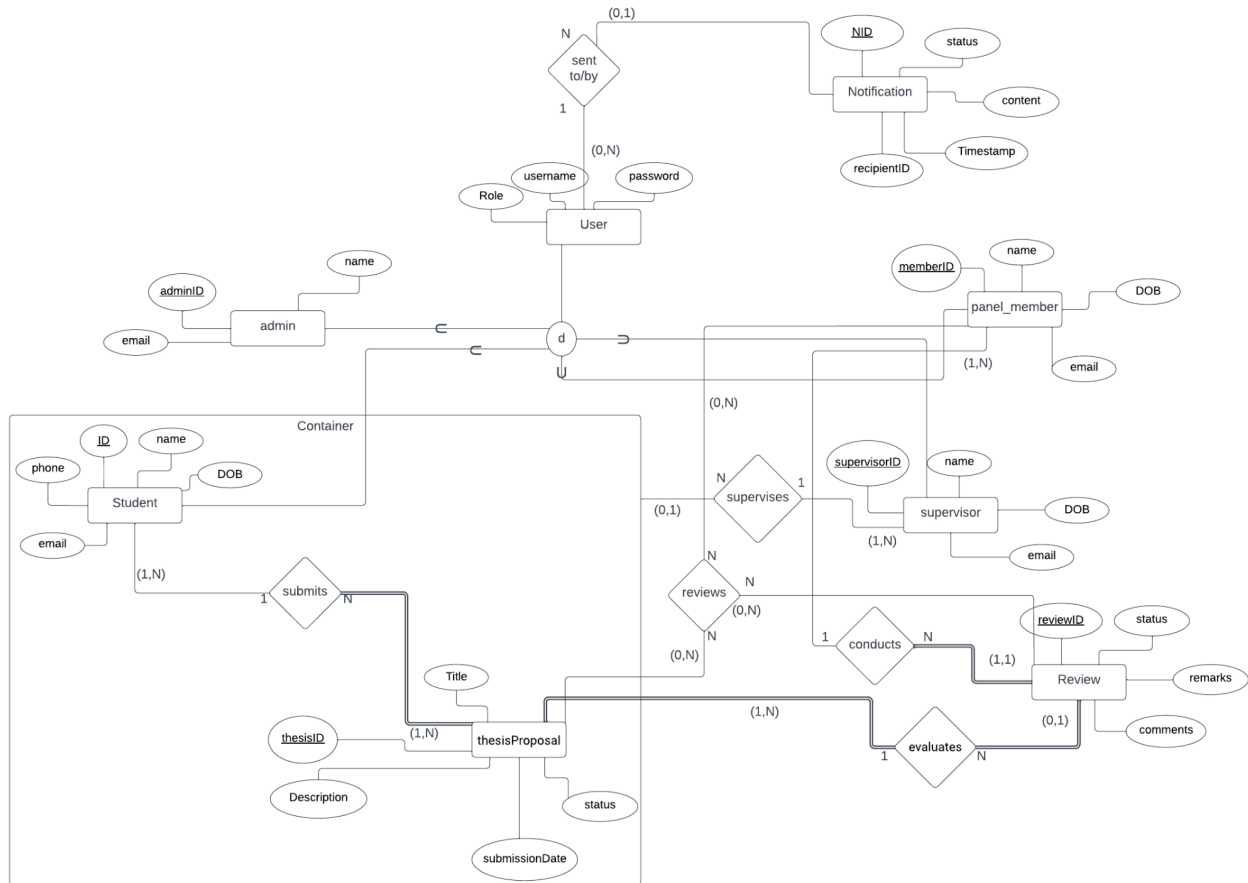 (0,1)
N
NID
status
sent
to/by
Notification
content
1
(0,N)
Timestamp
recipientID
username
password
Role
User
name
memberID
name
adminID
DOB
panel_member
admin
d
email
(1,N)
email
(0,N)
Container
ID
name
phone
DOB
Student
email
supervisorID
name
N
1
supervises
supervisor
DOB
(0,1)
(1,N)
email
(1,N)
submits
1
N
N
reviews
N
(0,N)
N
(0,N)
reviewID
status
1
conducts
N
(1,1)
Review
remarks
Title
(1,N)
(0,1)
comments
thesisID
(1,N)
thesisProposal
evaluates
1
N
Description
status
submissionDate